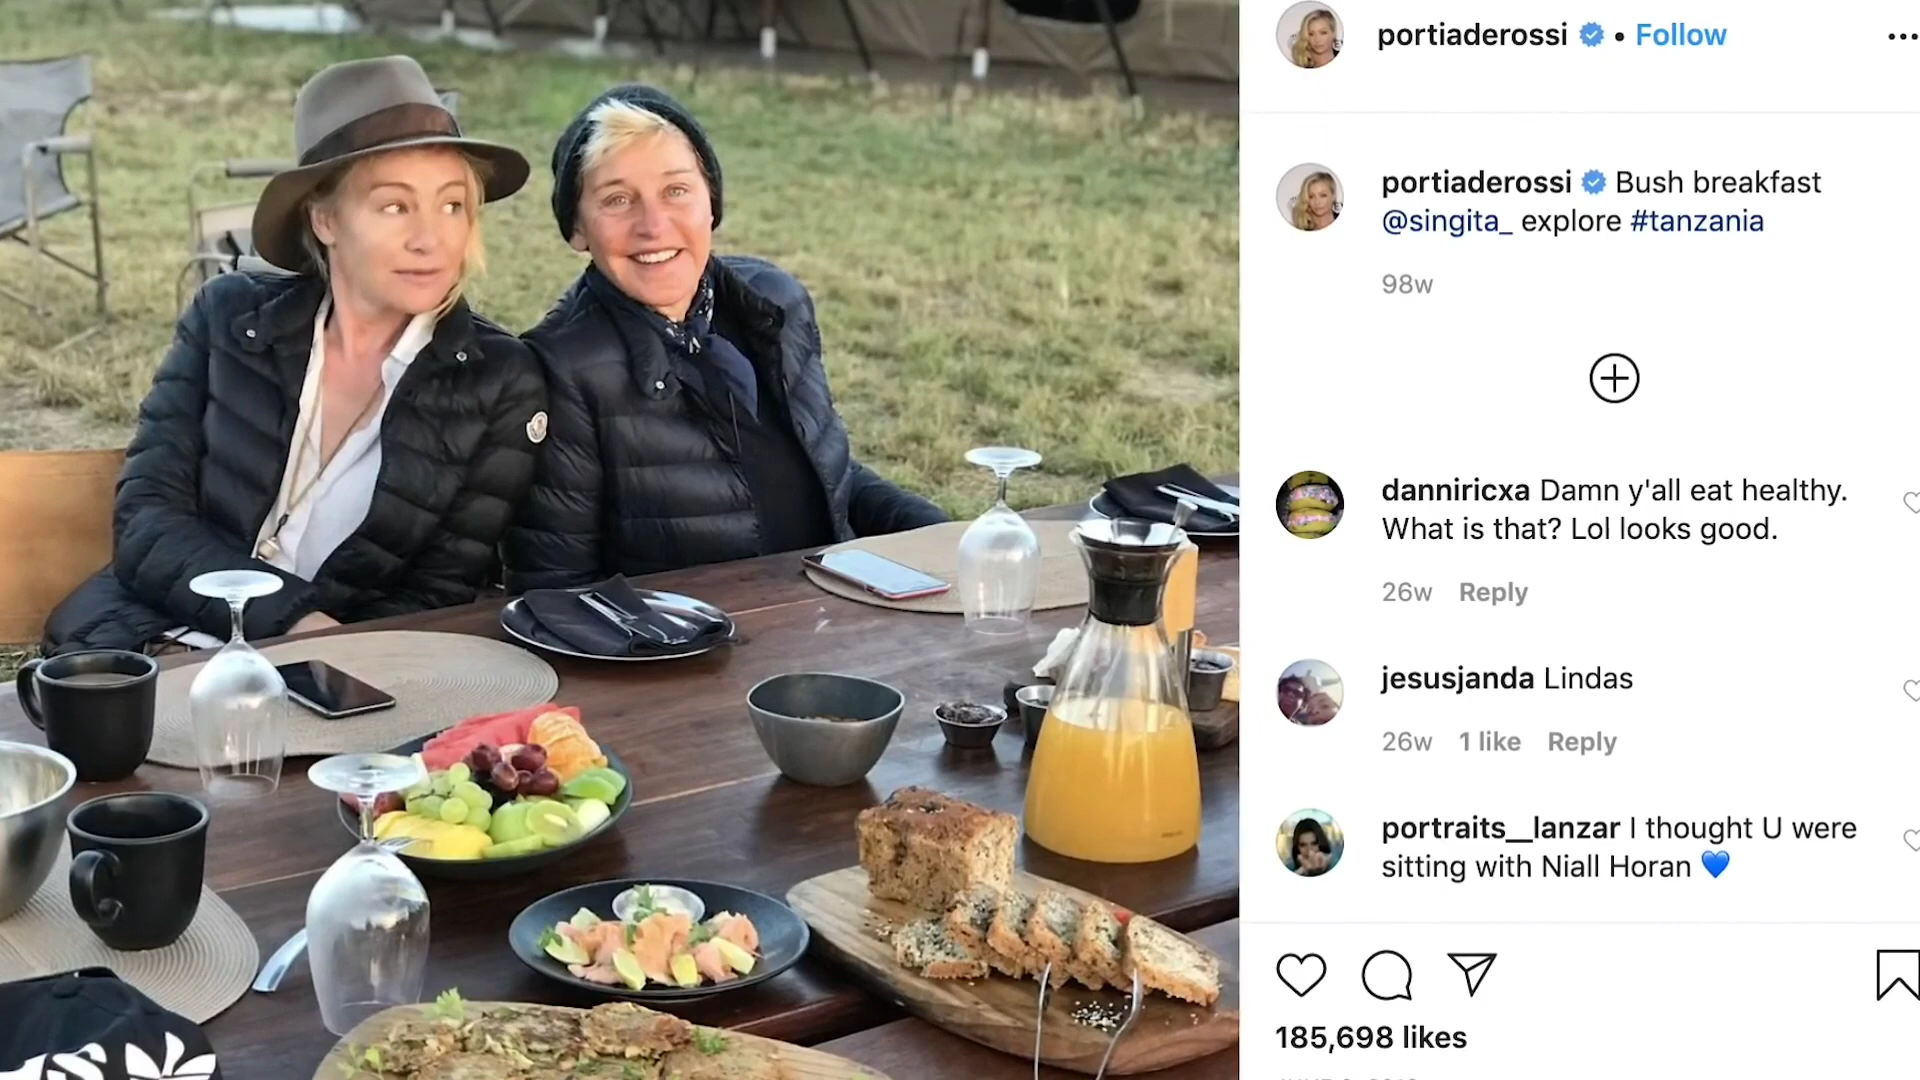 portiaderossi • Follow
portiaderossi Bush breakfast
@singita_ explore #tanzania
98w
danniricxa Damn y'all eat healthy.
What is that? Lol looks good.
26w Reply
jesusjanda Lindas
26w 1 like Reply
portraits__lanzar I thought U were
sitting with Niall Horan 💙
185,698 likes